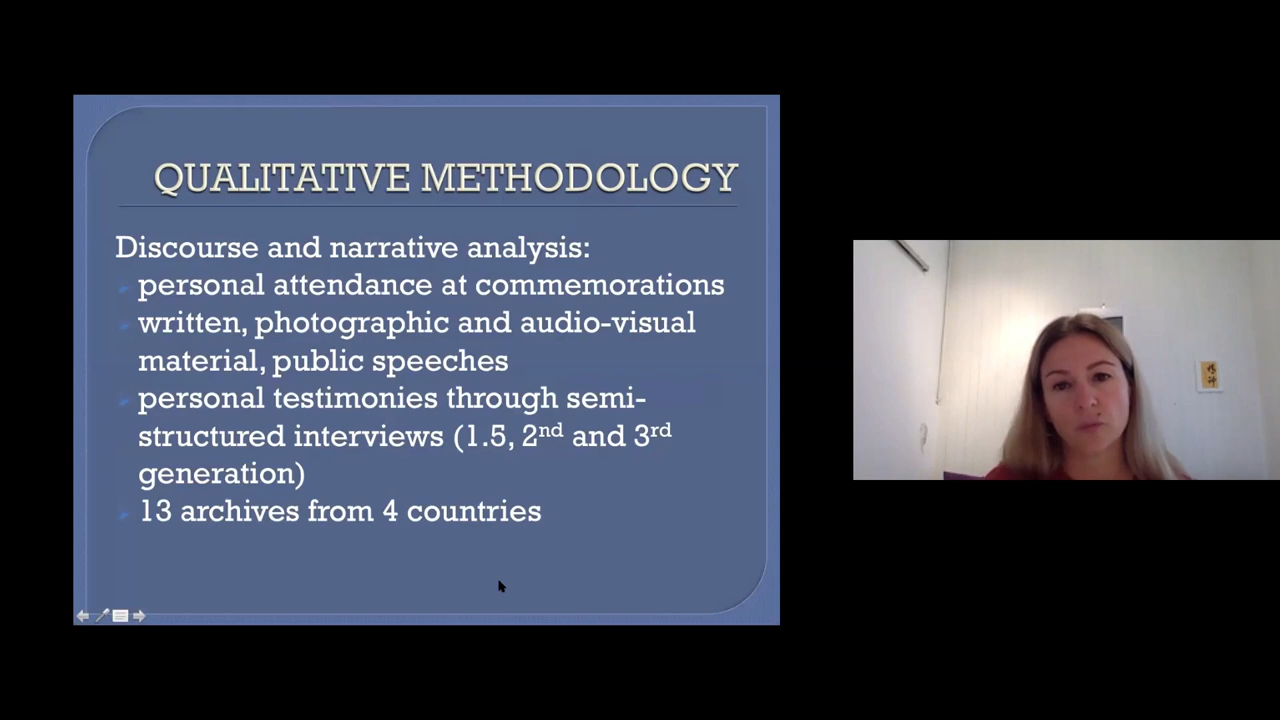 QUALITATIVE METHODOLOGY
Discourse and narrative analysis:
personal attendance at commemorations
written, photographic and audio-visual
material, public speeches
personal testimonies through semi-
structured interviews (1.5, 2nd and 3rd
generation)
13 archives from 4 countries